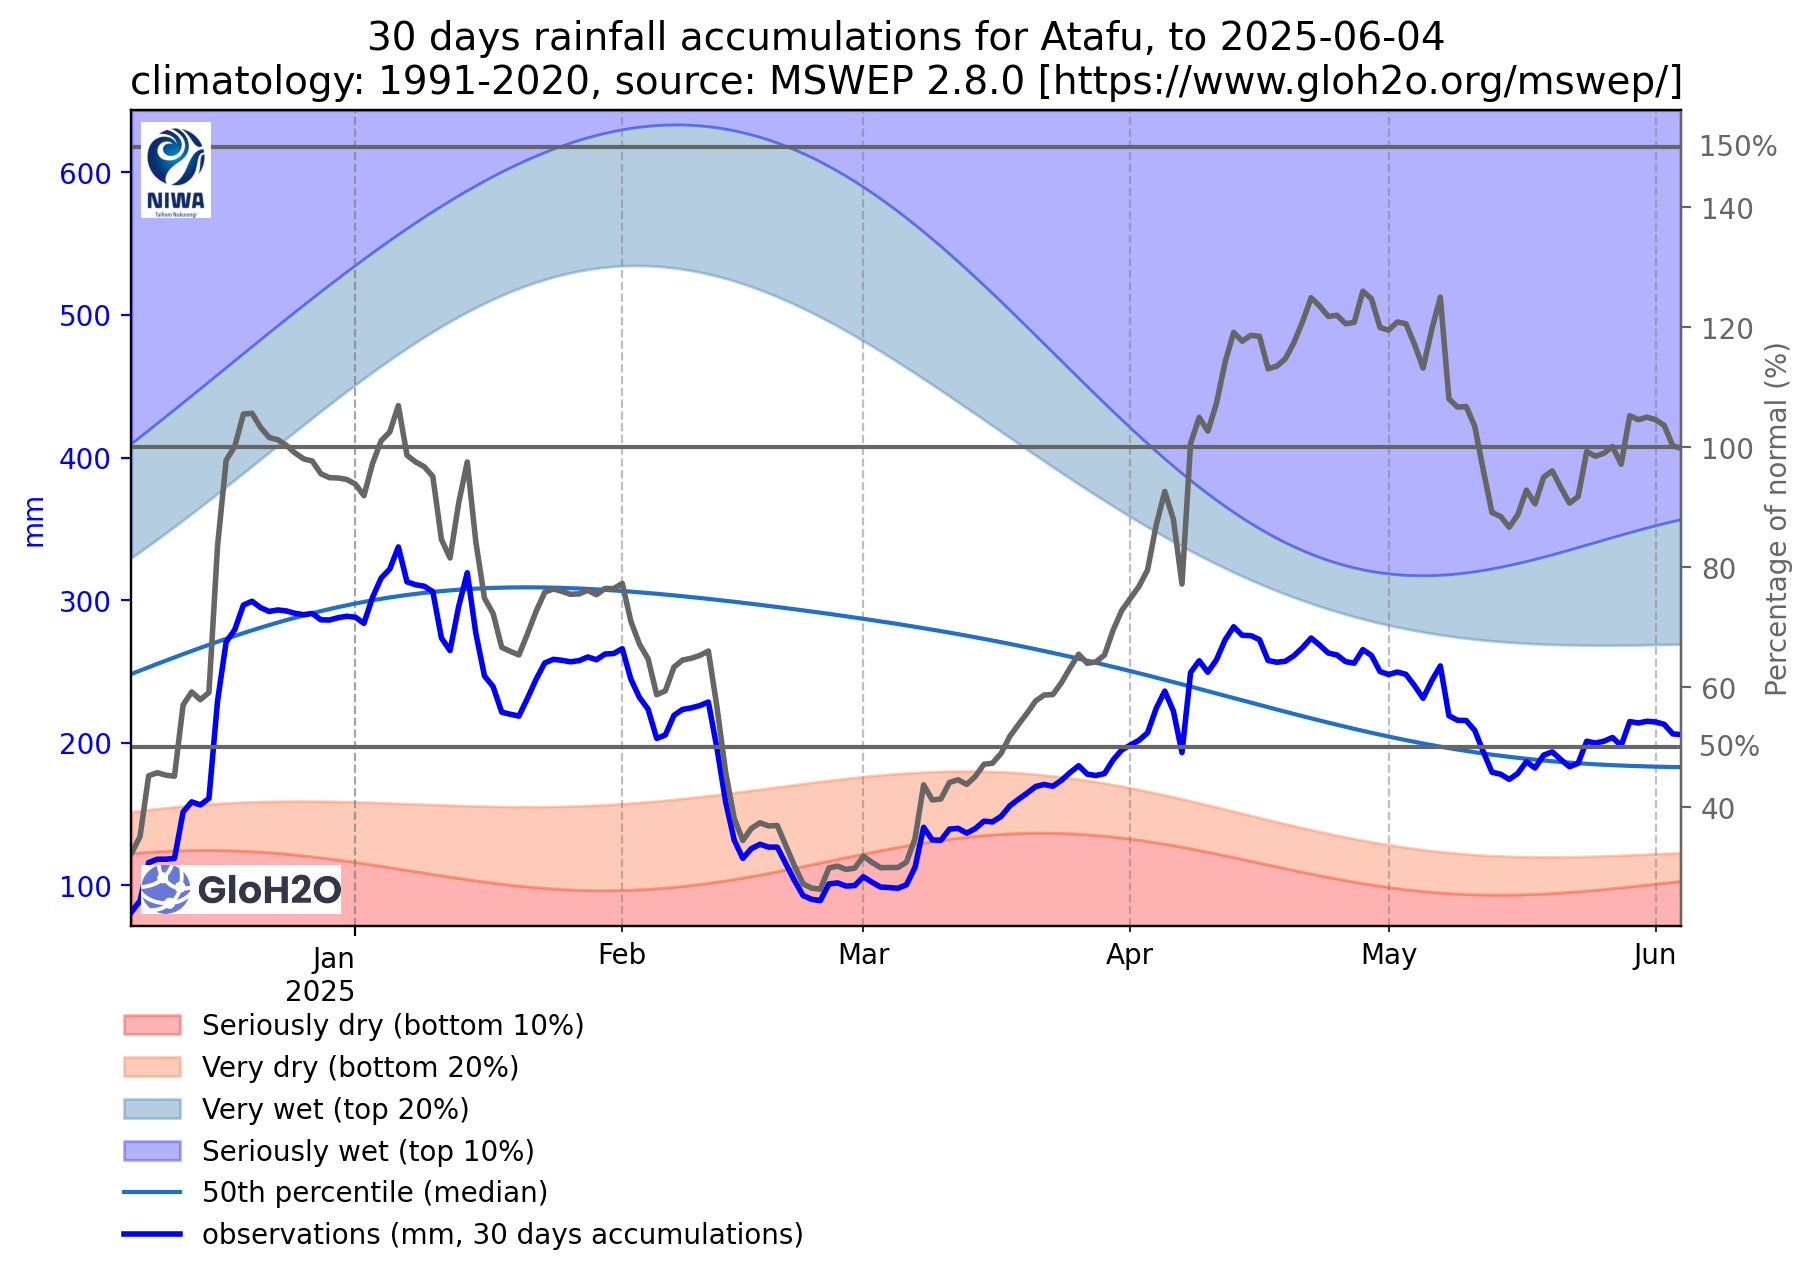 30 days rainfall accumulations for Atafu, to 2025-06-04
climatology: 1991-2020, source: MSWEP 2.8.0 [https://www.gloh2o.org/mswep/]
NIWA
Taihoro Nukurangi
600
500
400
300
200
100
mm
150%
140
120
100
80
60
50%
40
Percentage of normal (%)
GloH2O
Jan
2025
Feb
Mar
Apr
May
Jun
Seriously dry (bottom 10%)
Very dry (bottom 20%)
Very wet (top 20%)
Seriously wet (top 10%)
50th percentile (median)
observations (mm, 30 days accumulations)